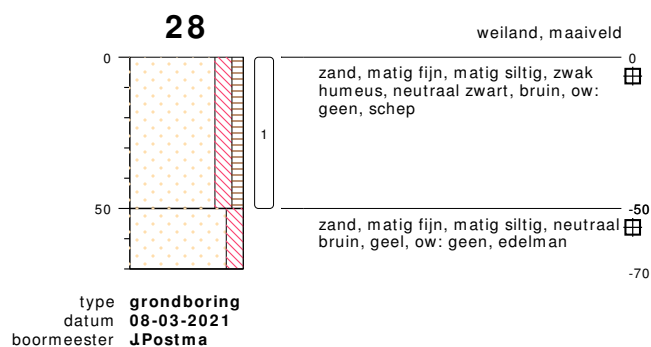 28
weiland, maaiveld
0
0
zand, matig fijn, matig siltig, zwak
humeus, neutraal zwart, bruin, ow:
geen, schep
1
50
-50
zand, matig fijn, matig siltig, neutraal
bruin, geel, ow: geen, edelman
-70
type grondboring
datum 08-03-2021
boormeester J.Postma